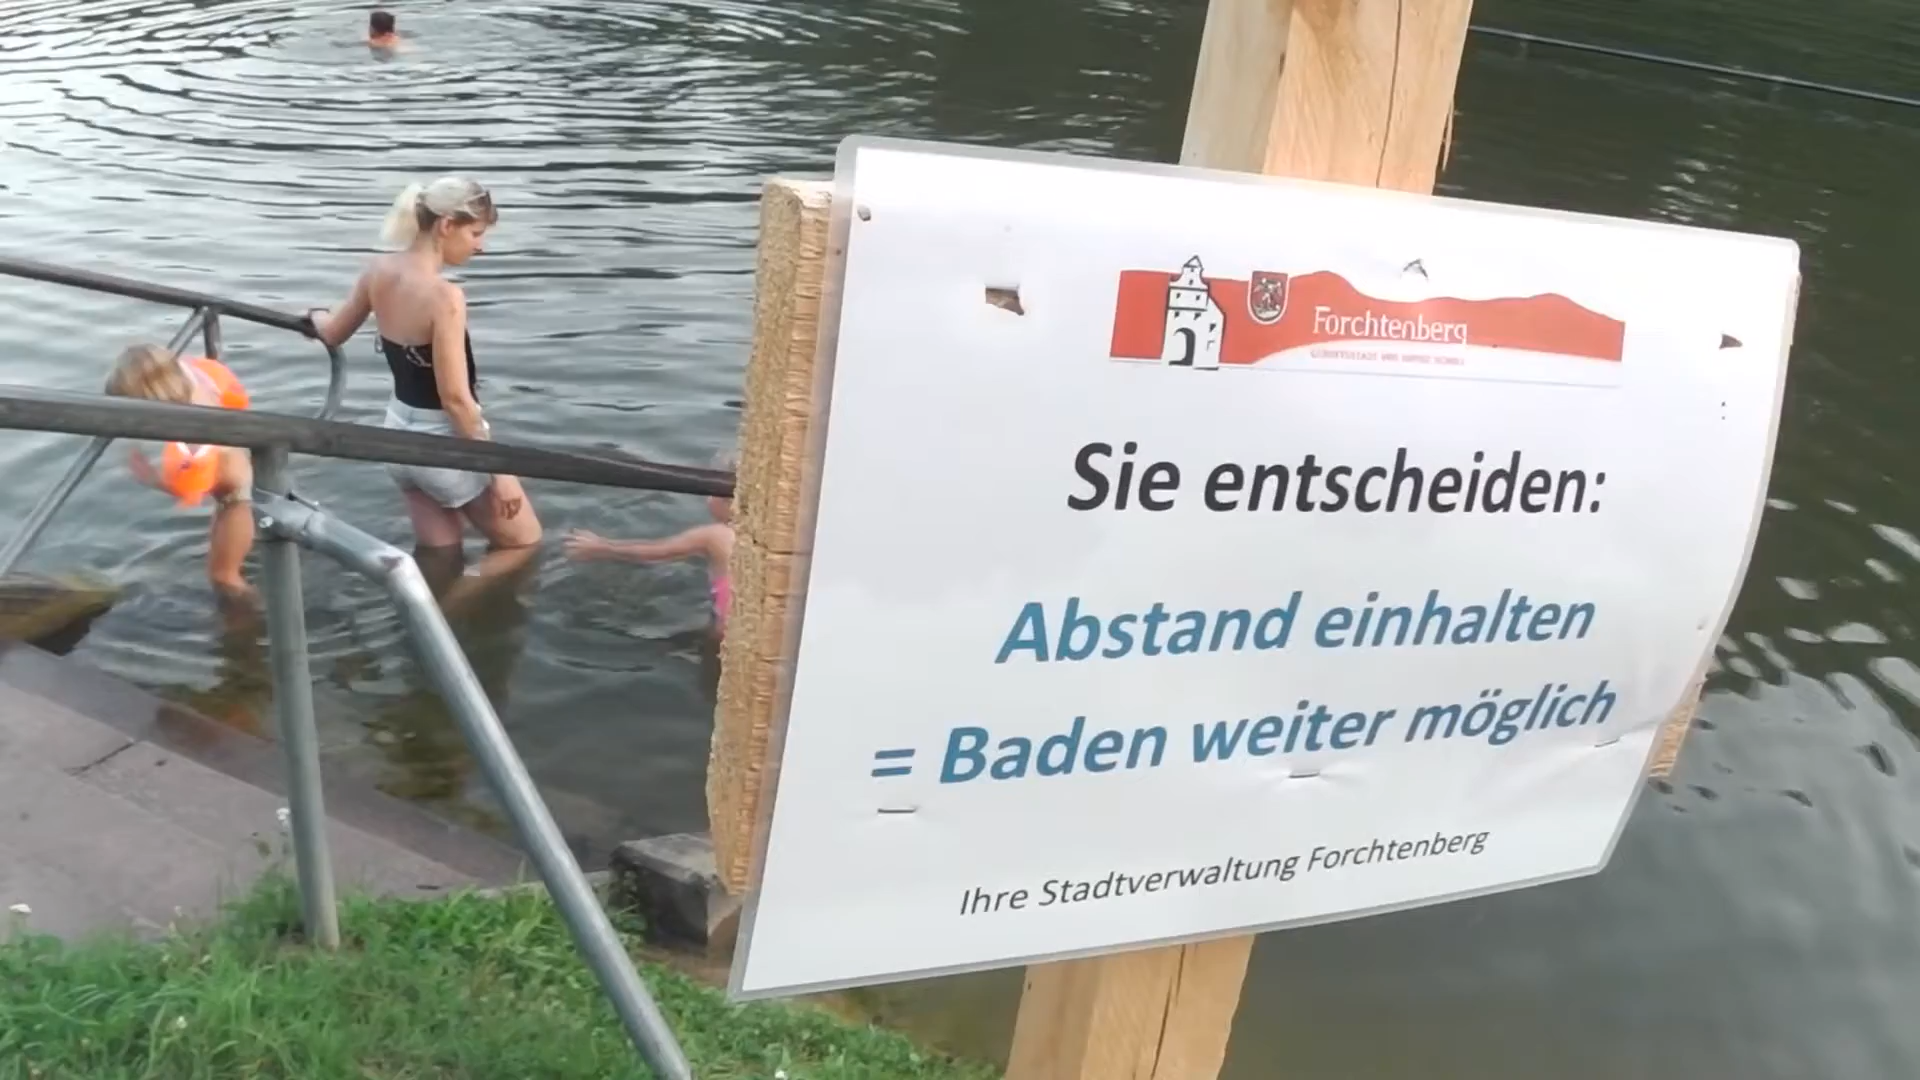 Forchtenberg
Sie entscheiden:
Abstand einhalten
= Baden weiter möglich
Ihre Stadtverwaltung Forchtenberg